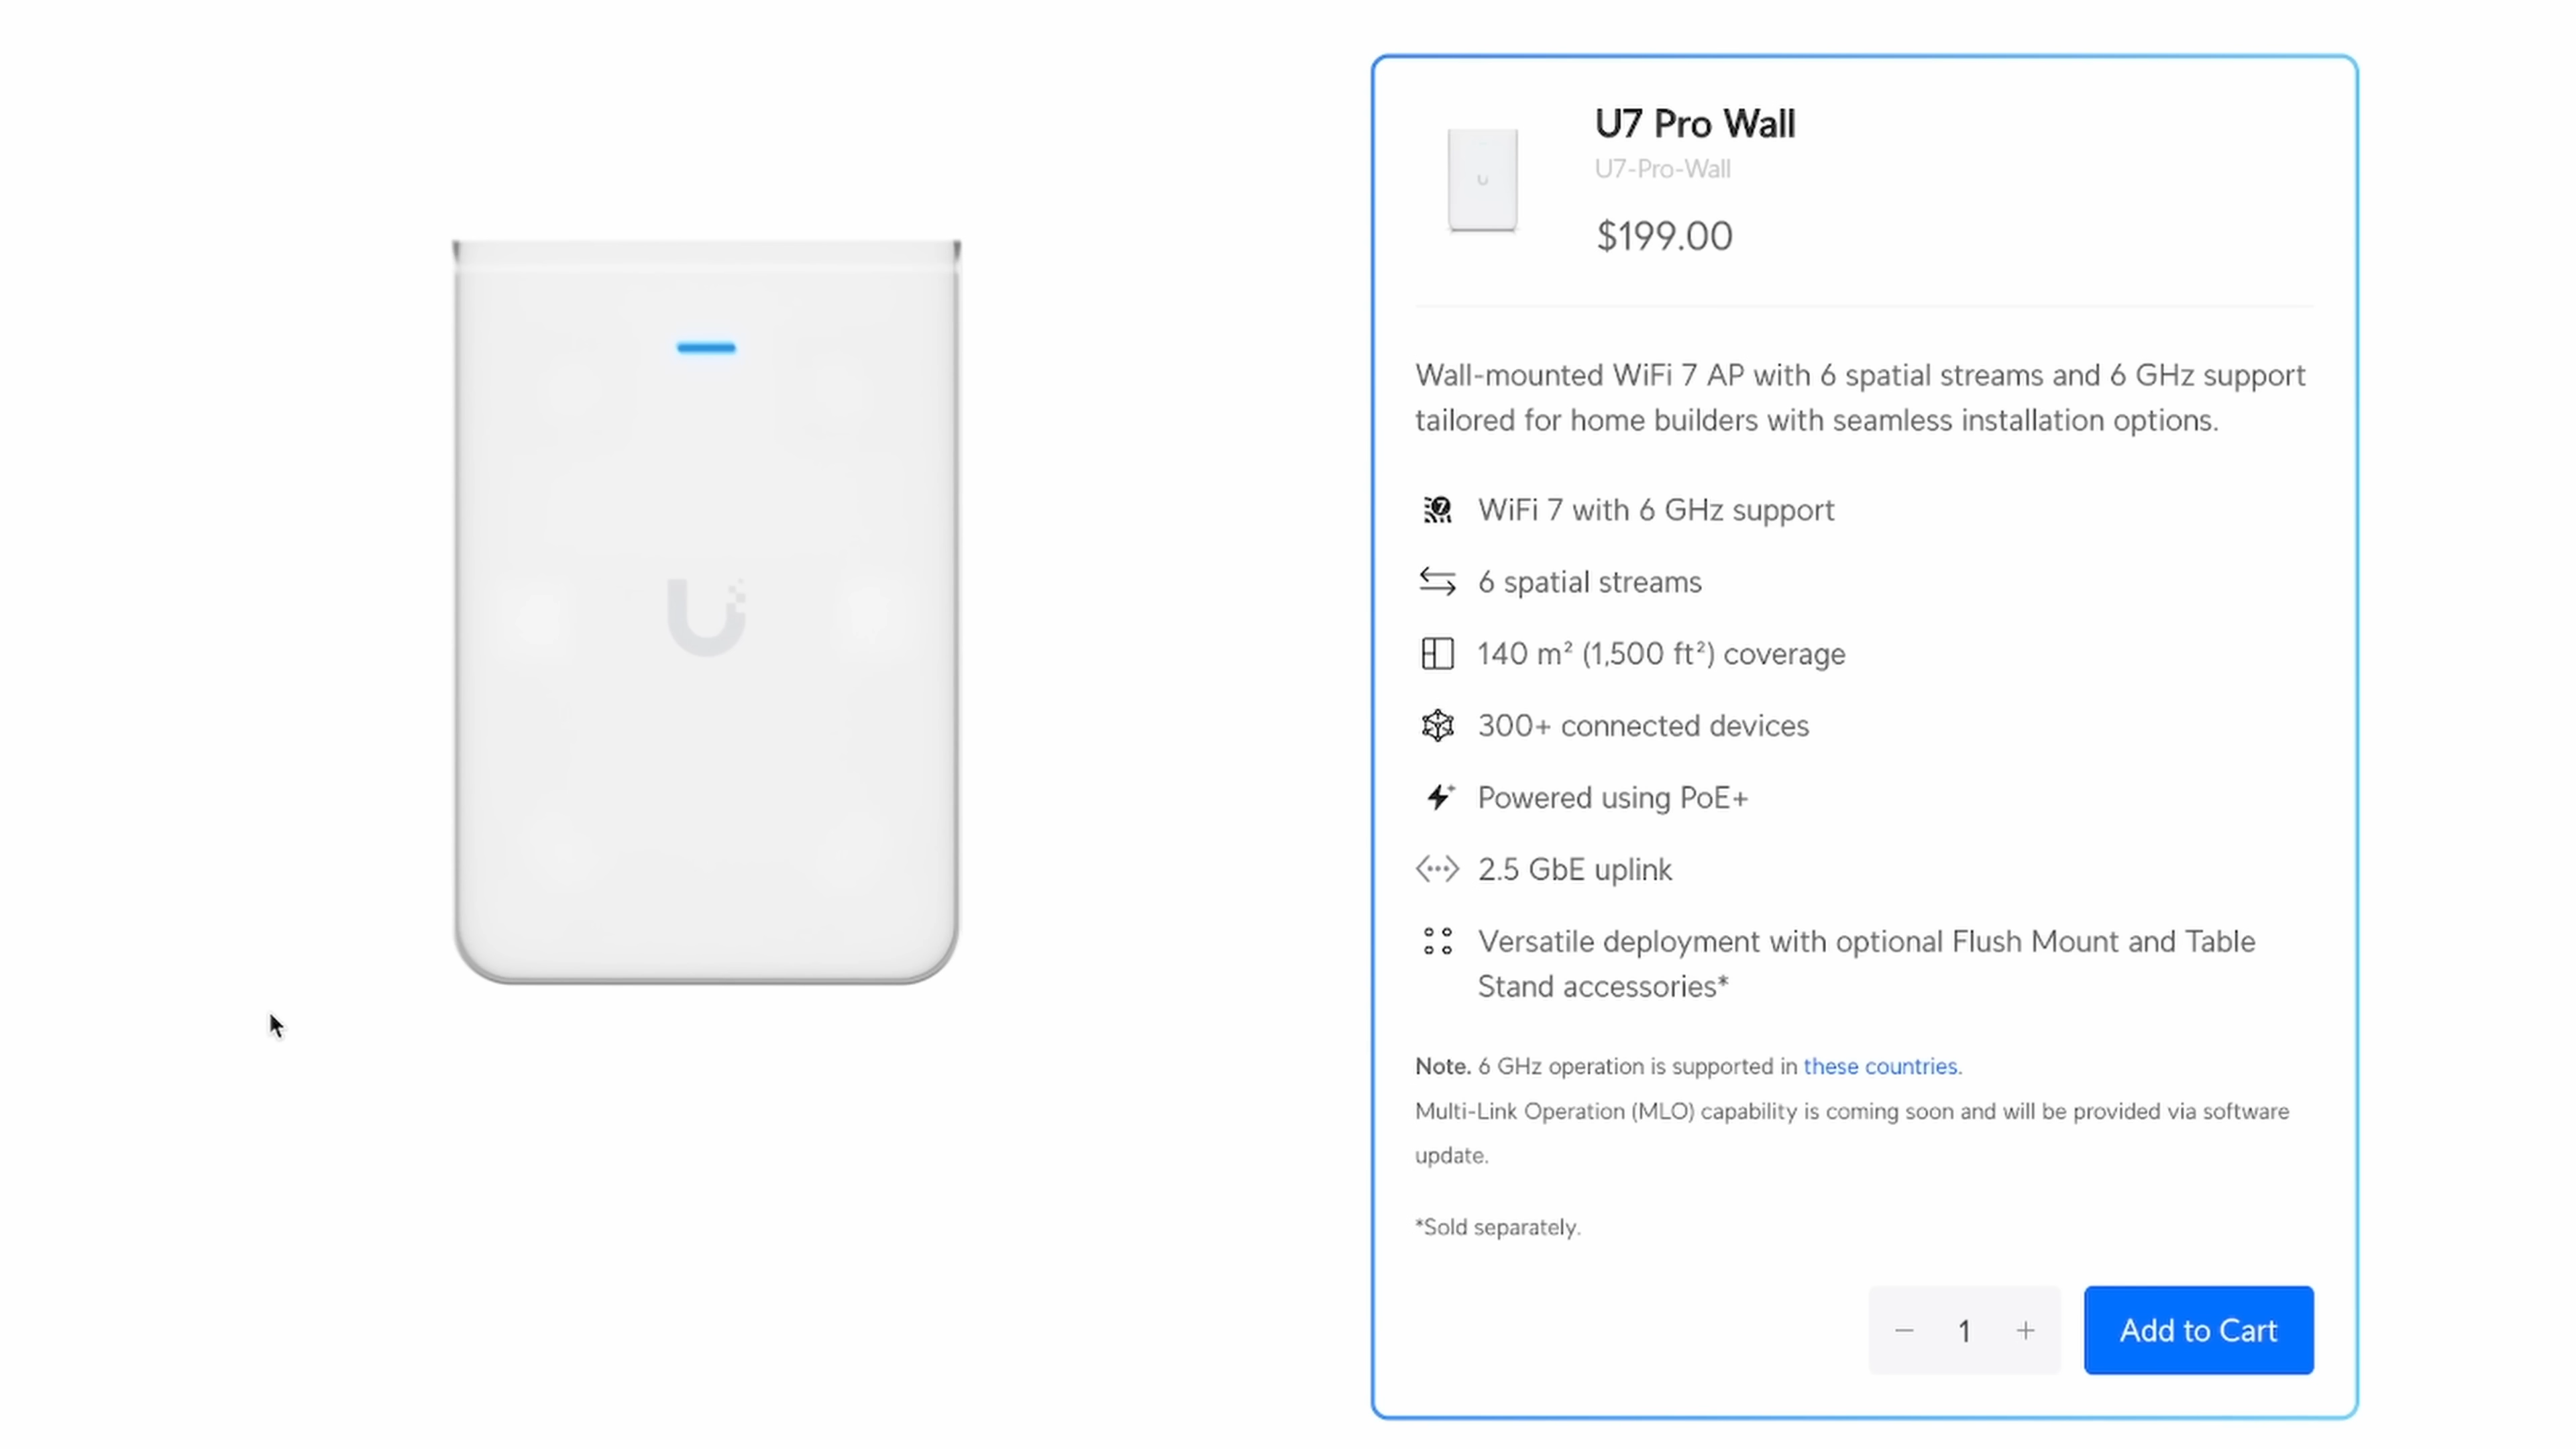 U7 Pro Wall
U7-Pro-Wall
$199.00
Wall-mounted WiFi 7 AP with 6 spatial streams and 6 GHz support
tailored for home builders with seamless installation options.
WiFi 7 with 6 GHz support
6 spatial streams
140 m² (1,500 ft²) coverage
300+ connected devices
Powered using PoE+
2.5 GbE uplink
Versatile deployment with optional Flush Mount and Table
Stand accessories*
Note. 6 GHz operation is supported in these countries.
Multi-Link Operation (MLO) capability is coming soon and will be provided via software
update.
*Sold separately.
− 1 + Add to Cart